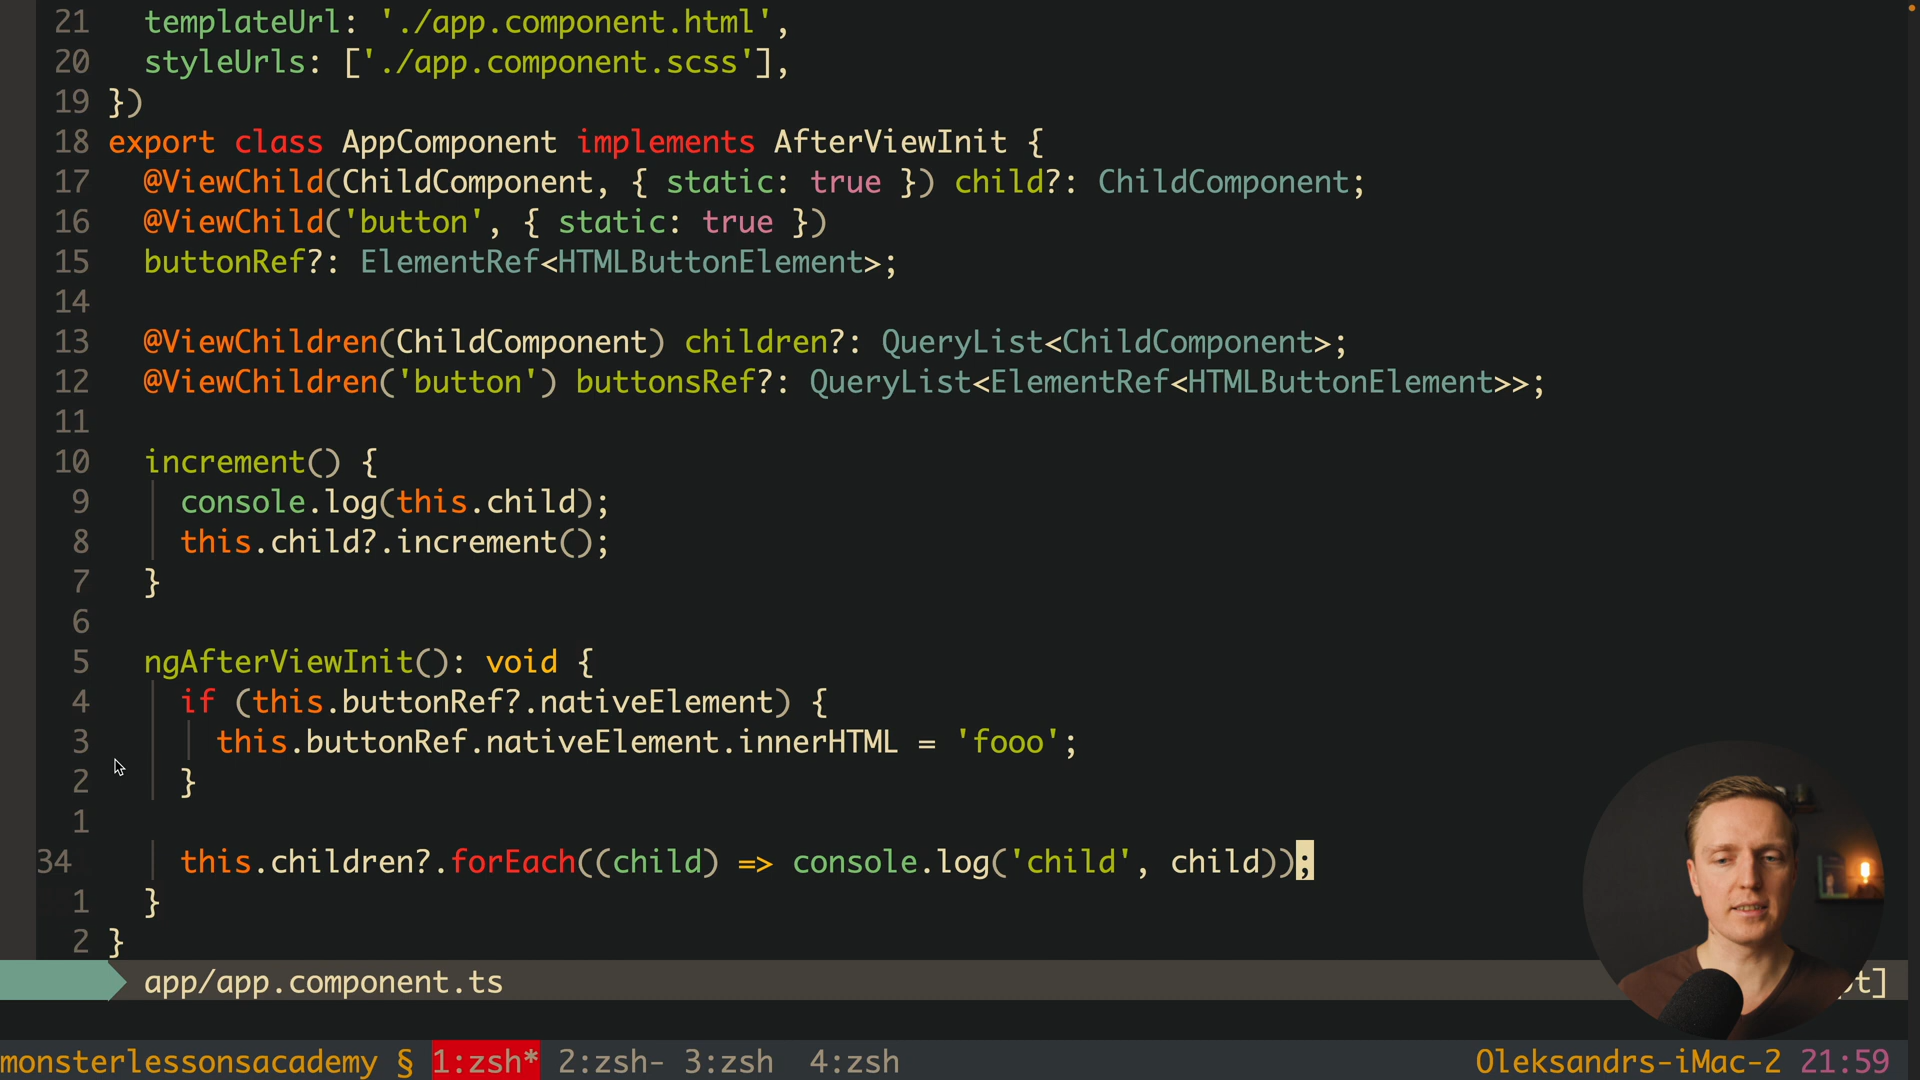 21 templateUrl: './app.component.html',
20 styleUrls: ['./app.component.scss'],
19 })
18 export class AppComponent implements AfterViewInit {
17 @ViewChild(ChildComponent, { static: true }) child?: ChildComponent;
16 @ViewChild('button', { static: true })
15 buttonRef?: ElementRef<HTMLButtonElement>;
14
13 @ViewChildren(ChildComponent) children?: QueryList<ChildComponent>;
12 @ViewChildren('button') buttonsRef?: QueryList<ElementRef<HTMLButtonElement>>;
11
10 increment() {
9 console.log(this.child);
8 this.child?.increment();
7 }
6
5 ngAfterViewInit(): void {
4 if (this.buttonRef?.nativeElement) {
3 this.buttonRef.nativeElement.innerHTML = 'fooo';
2 }
1
34 this.children?.forEach((child) => console.log('child', child));
1 }
2 }
app/app.component.ts
monsterlessonsacademy § 1:zsh* 2:zsh- 3:zsh 4:zsh Oleksandrs-iMac-2 21:59